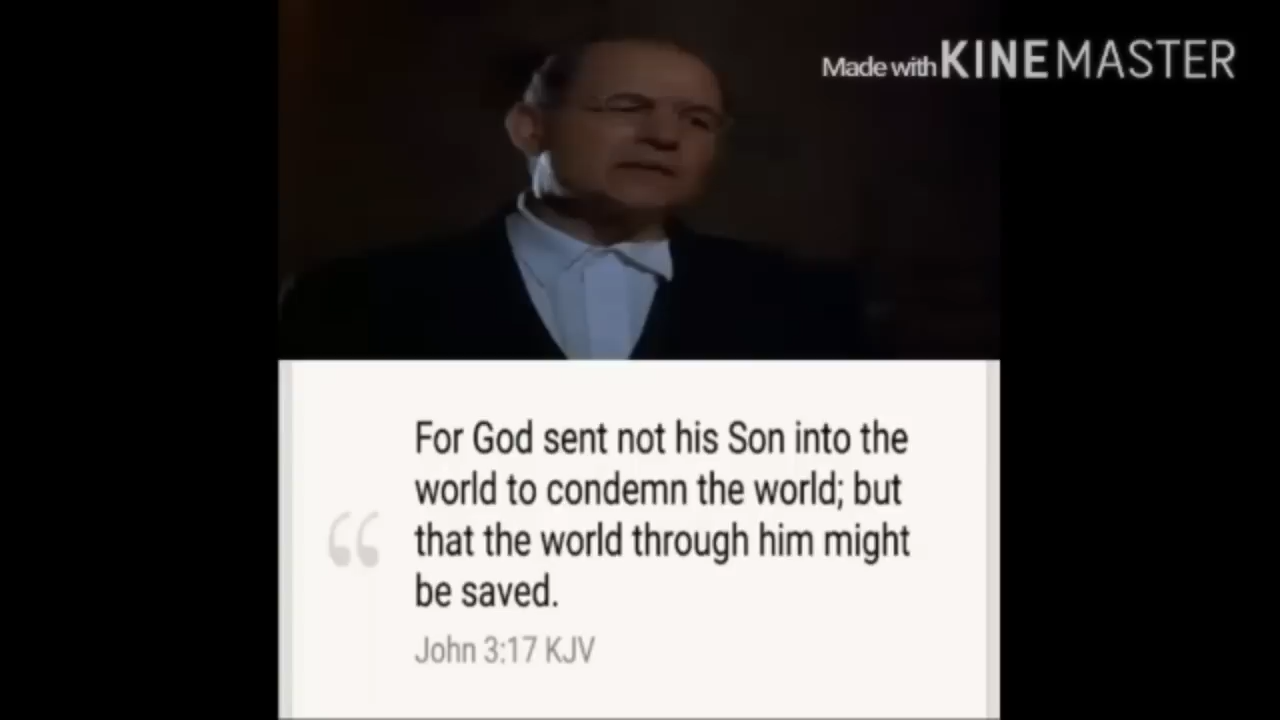 Made with KINEMASTER
For God sent not his Son into the
world to condemn the world; but
that the world through him might
be saved.
John 3:17 KJV